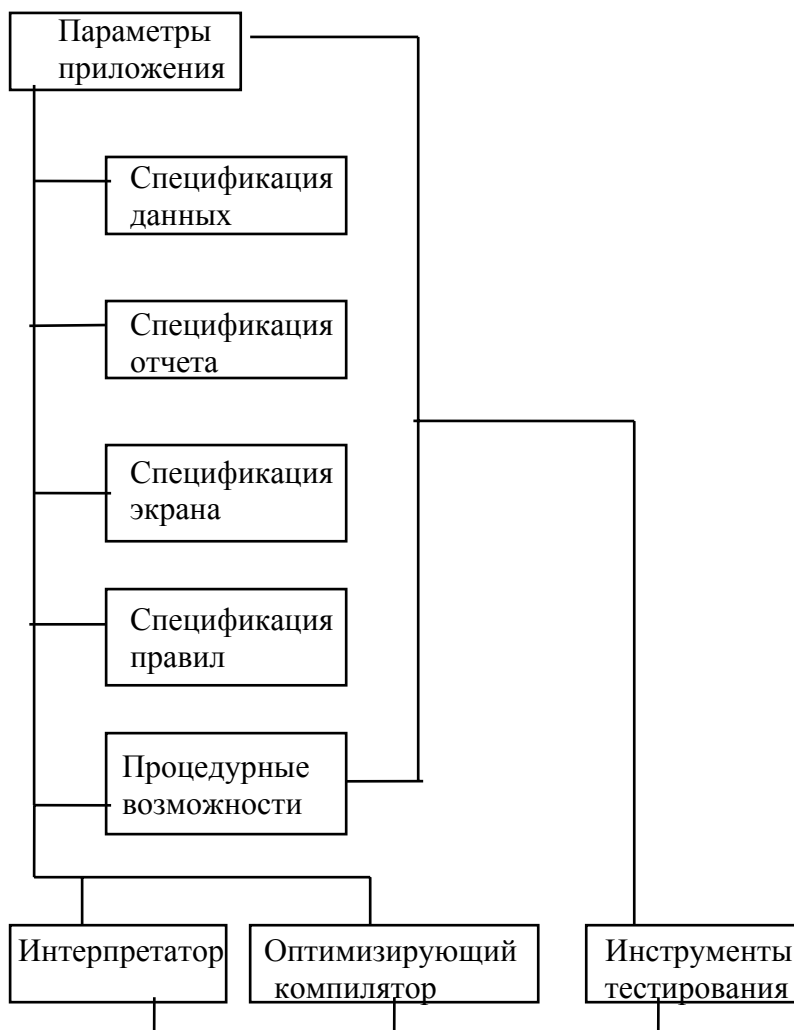 Параметры
приложения
Спецификация
данных
Спецификация
отчета
Спецификация
экрана
Спецификация
правил
Процедурные
возможности
Интерпретатор
Оптимизирующий
компилятор
Инструменты
тестирования